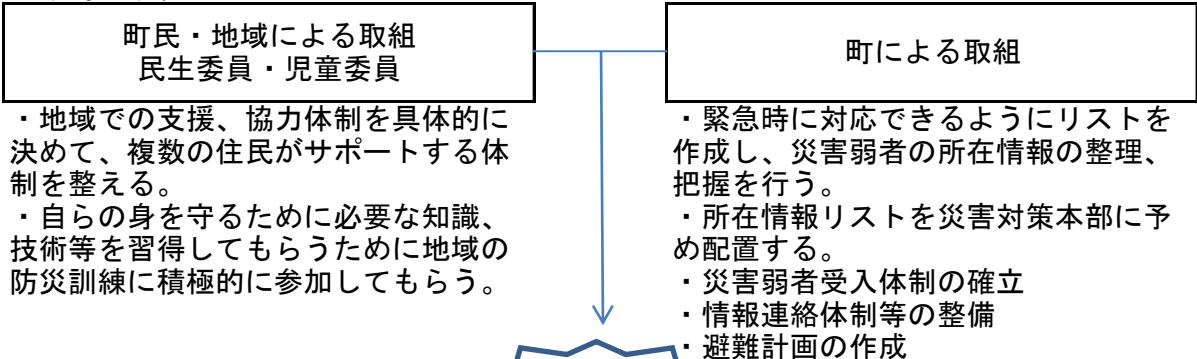 町民・地域による取組
民生委員・児童委員
・地域での支援、協力体制を具体的に
決めて、複数の住民がサポートする体
制を整える。
・自らの身を守るために必要な知識、
技術等を習得してもらうために地域の
防災訓練に積極的に参加してもらう。
町による取組
・緊急時に対応できるようにリストを
作成し、災害弱者の所在情報の整理、
把握を行う。
・所在情報リストを災害対策本部に予
め配置する。
・災害弱者受入体制の確立
・情報連絡体制等の整備
・避難計画の作成